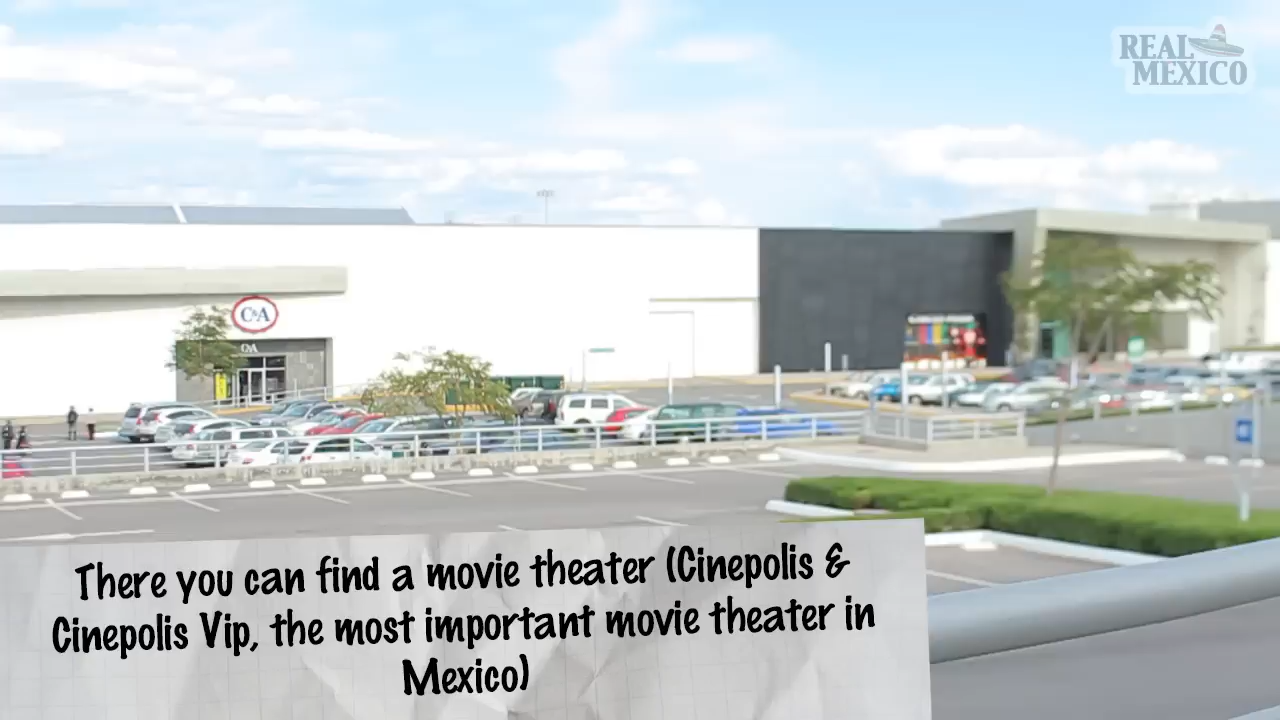 REAL
MEXICO
C&A
C&A
There you can find a movie theater (Cinepolis &
Cinepolis Vip, the most important movie theater in
Mexico)